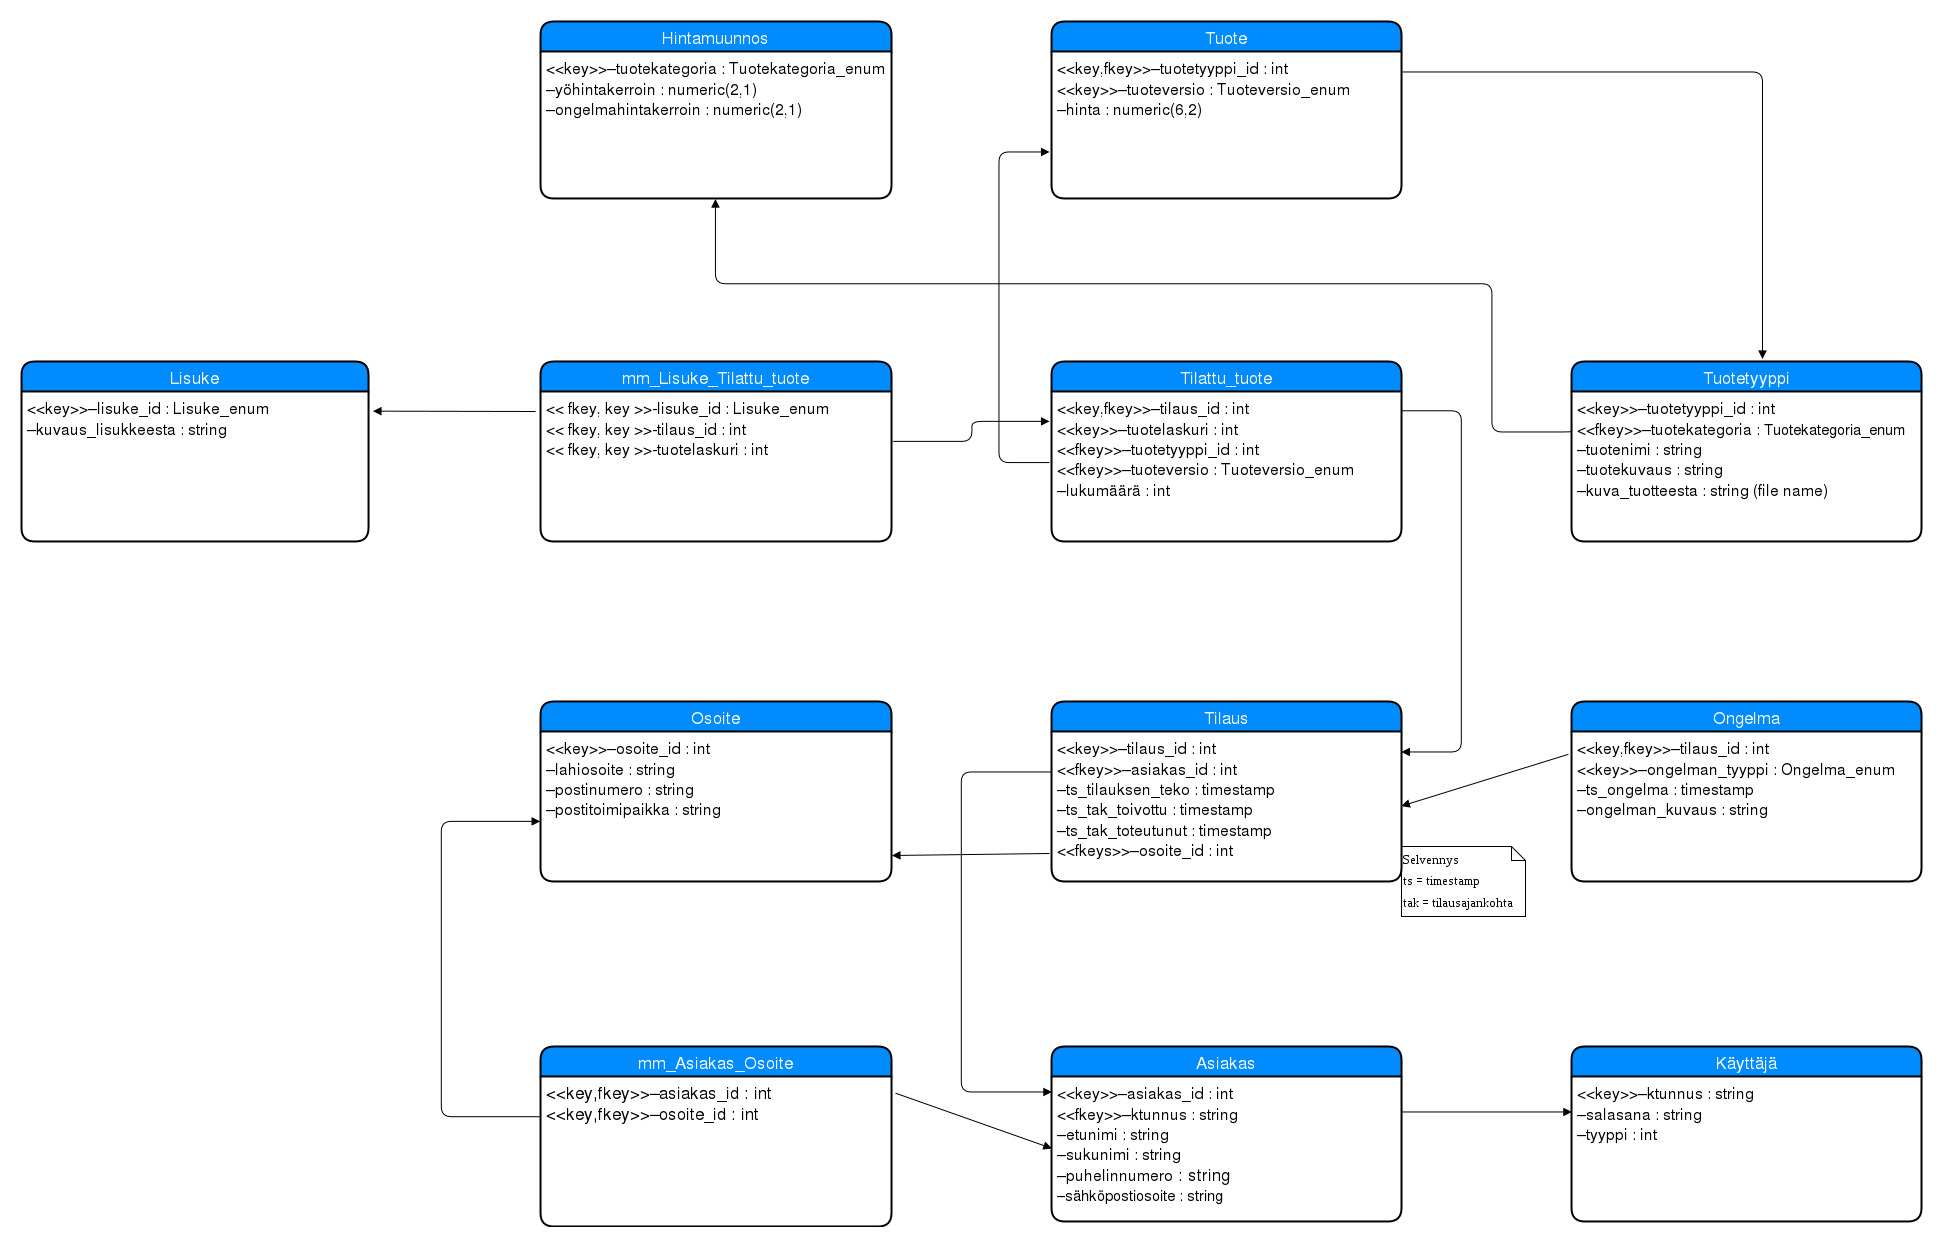 Hintamuunnos
<<key>>–tuotekategoria : Tuotekategoria_enum
–yöhintakerroin : numeric(2,1)
–ongelmahintakerroin : numeric(2,1)
Tuote
<<key,fkey>>–tuotetyyppi_id : int
<<key>>–tuoteversio : Tuoteversio_enum
–hinta : numeric(6,2)
Lisuke
<<key>>–lisuke_id : Lisuke_enum
–kuvaus_lisukkeesta : string
mm_Lisuke_Tilattu_tuote
<< fkey, key >>-lisuke_id : Lisuke_enum
<< fkey, key >>-tilaus_id : int
<< fkey, key >>-tuotelaskuri : int
Tilattu_tuote
<<key,fkey>>–tilaus_id : int
<<key>>–tuotelaskuri : int
<<fkey>>–tuotetyyppi_id : int
<<fkey>>–tuoteversio : Tuoteversio_enum
–lukumäärä : int
Tuotetyyppi
<<key>>–tuotetyyppi_id : int
<<fkey>>–tuotekategoria : Tuotekategoria_enum
–tuotenimi : string
–tuotekuvaus : string
–kuva_tuotteesta : string (file name)
Osoite
<<key>>–osoite_id : int
–lahiosoite : string
–postinumero : string
–postitoimipaikka : string
Tilaus
<<key>>–tilaus_id : int
<<fkey>>–asiakas_id : int
–ts_tilauksen_teko : timestamp
–ts_tak_toivottu : timestamp
–ts_tak_toteutunut : timestamp
<<fkeys>>–osoite_id : int
Selvennys
ts = timestamp
tak = tilausajankohta
Ongelma
<<key,fkey>>–tilaus_id : int
<<key>>–ongelman_tyyppi : Ongelma_enum
–ts_ongelma : timestamp
–ongelman_kuvaus : string
mm_Asiakas_Osoite
<<key,fkey>>–asiakas_id : int
<<key,fkey>>–osoite_id : int
Asiakas
<<key>>–asiakas_id : int
<<fkey>>–ktunnus : string
–etunimi : string
–sukunimi : string
–puhelinnumero : string
–sähköpostiosoite : string
Käyttäjä
<<key>>–ktunnus : string
–salasana : string
–tyyppi : int